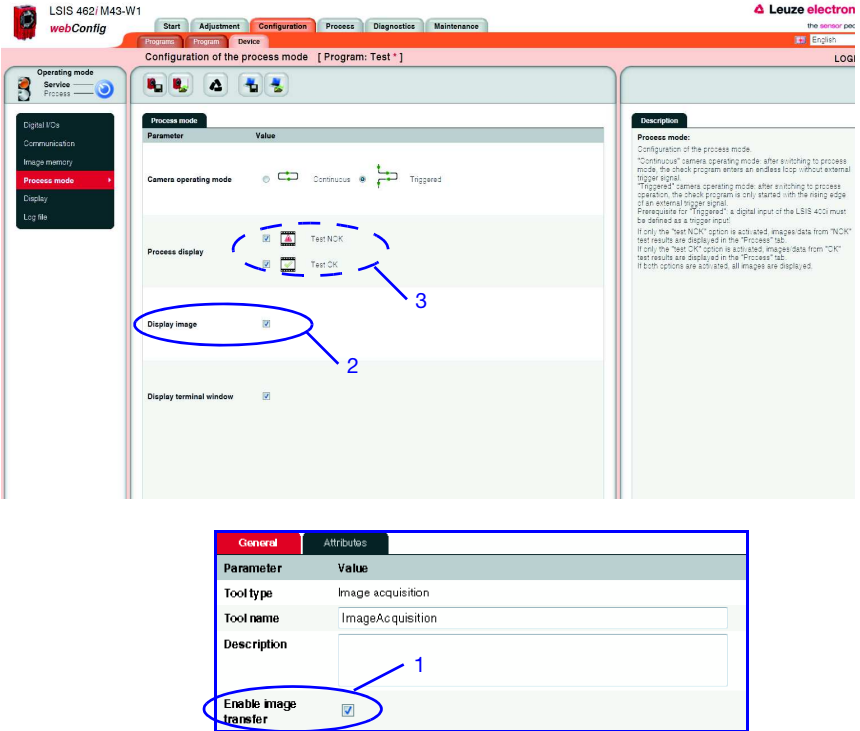 LSIS 462i M43-W1
webConfig
Leuze electron
the sensor peo
Start Adjustment Configuration Process Diagnostics Maintenance
Programs Program Device
English
Configuration of the process mode [ Program: Test * ]
LOGI
Operating mode
Service
Process
Digital I/Os
Communication
Image memory
Process mode
Display
Log file
Process mode
Parameter Value
Camera operating mode Continuous Triggered
Process display
Test NOK
Test OK
3
Display image
2
Display terminal window
Description
Process mode:
Configuration of the process mode.
"Continuous" camera operating mode: after switching to process
mode, the check program enters an endless loop without external
trigger signal.
"Triggered" camera operating mode: after switching to process
operation, the check program is only started with the rising edge
of an external trigger signal.
Prerequisite for "Triggered": a digital input of the LSIS 400i must
be defined as a trigger input!
If only the "test NOK" option is activated, images/data from "NOK"
test results are displayed in the "Process" tab.
If only the "test OK" option is activated, images/data from "OK"
test results are displayed in the "Process" tab.
If both options are activated, all images are displayed.
General Attributes
Parameter Value
Tool type Image acquisition
Tool name ImageAcquisition
Description
1
Enable image
transfer